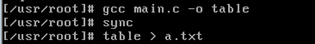 [/usr/root]# gcc main.c -o table
[/usr/root]# sync
[/usr/root]# table > a.txt